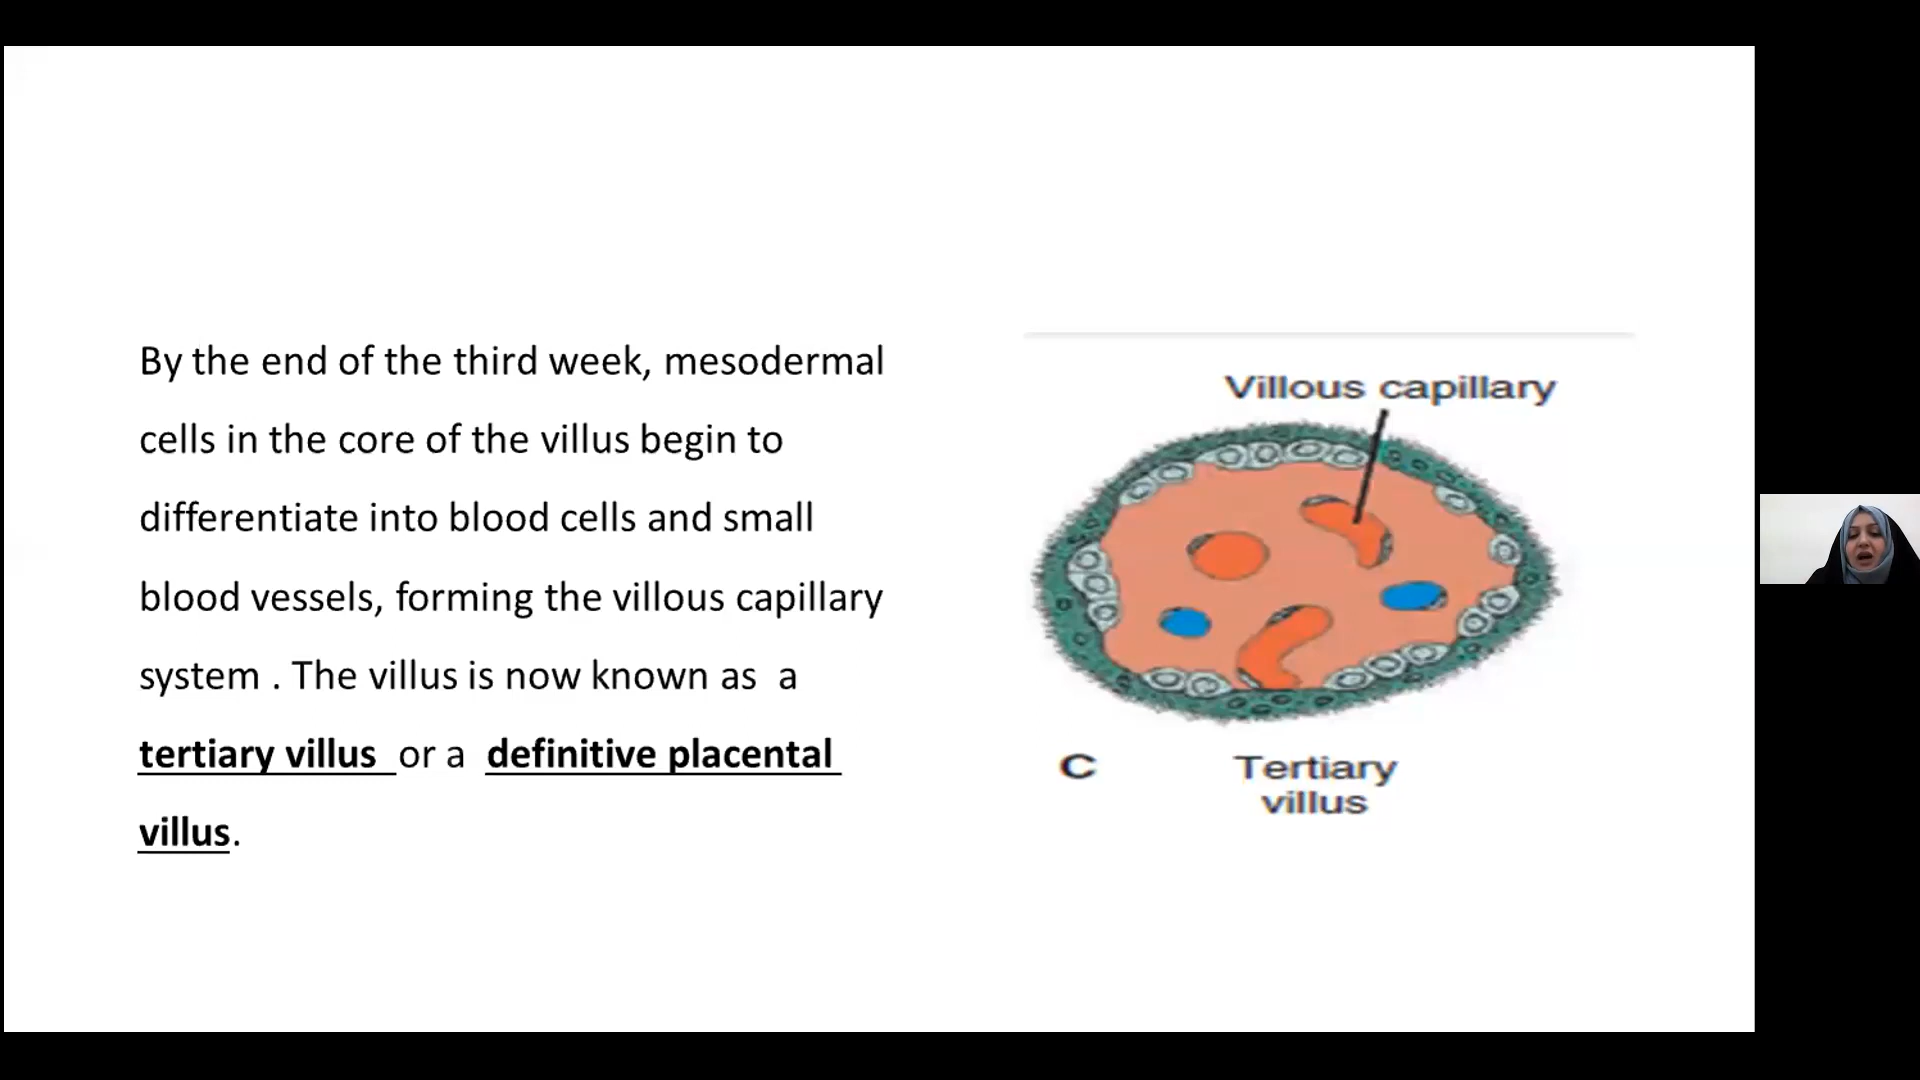 By the end of the third week, mesodermal
cells in the core of the villus begin to
differentiate into blood cells and small
blood vessels, forming the villous capillary
system . The villus is now known as  a
tertiary villus  or a  definitive placental
villus.
Villous capillary
C
Tertiary
villus